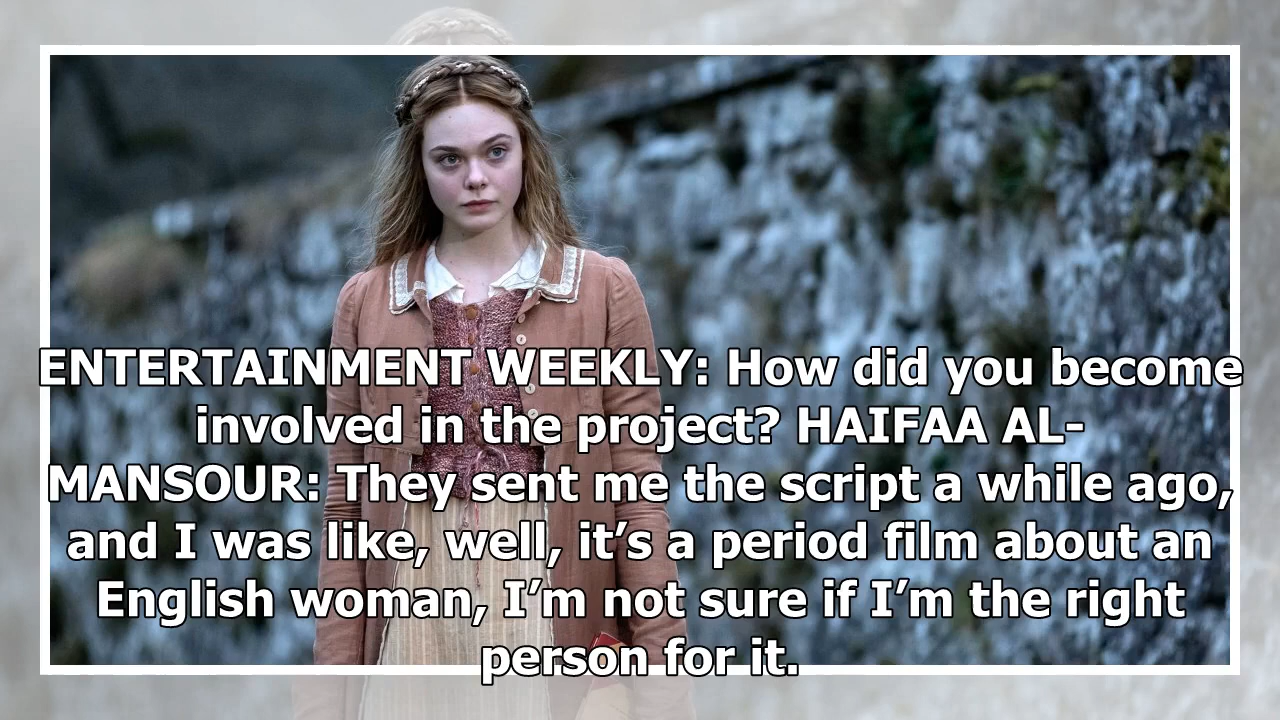 ENTERTAINMENT WEEKLY: How did you become
involved in the project? HAIFAA AL-
MANSOUR: They sent me the script a while ago,
and I was like, well, it’s a period film about an
English woman, I’m not sure if I’m the right
person for it.